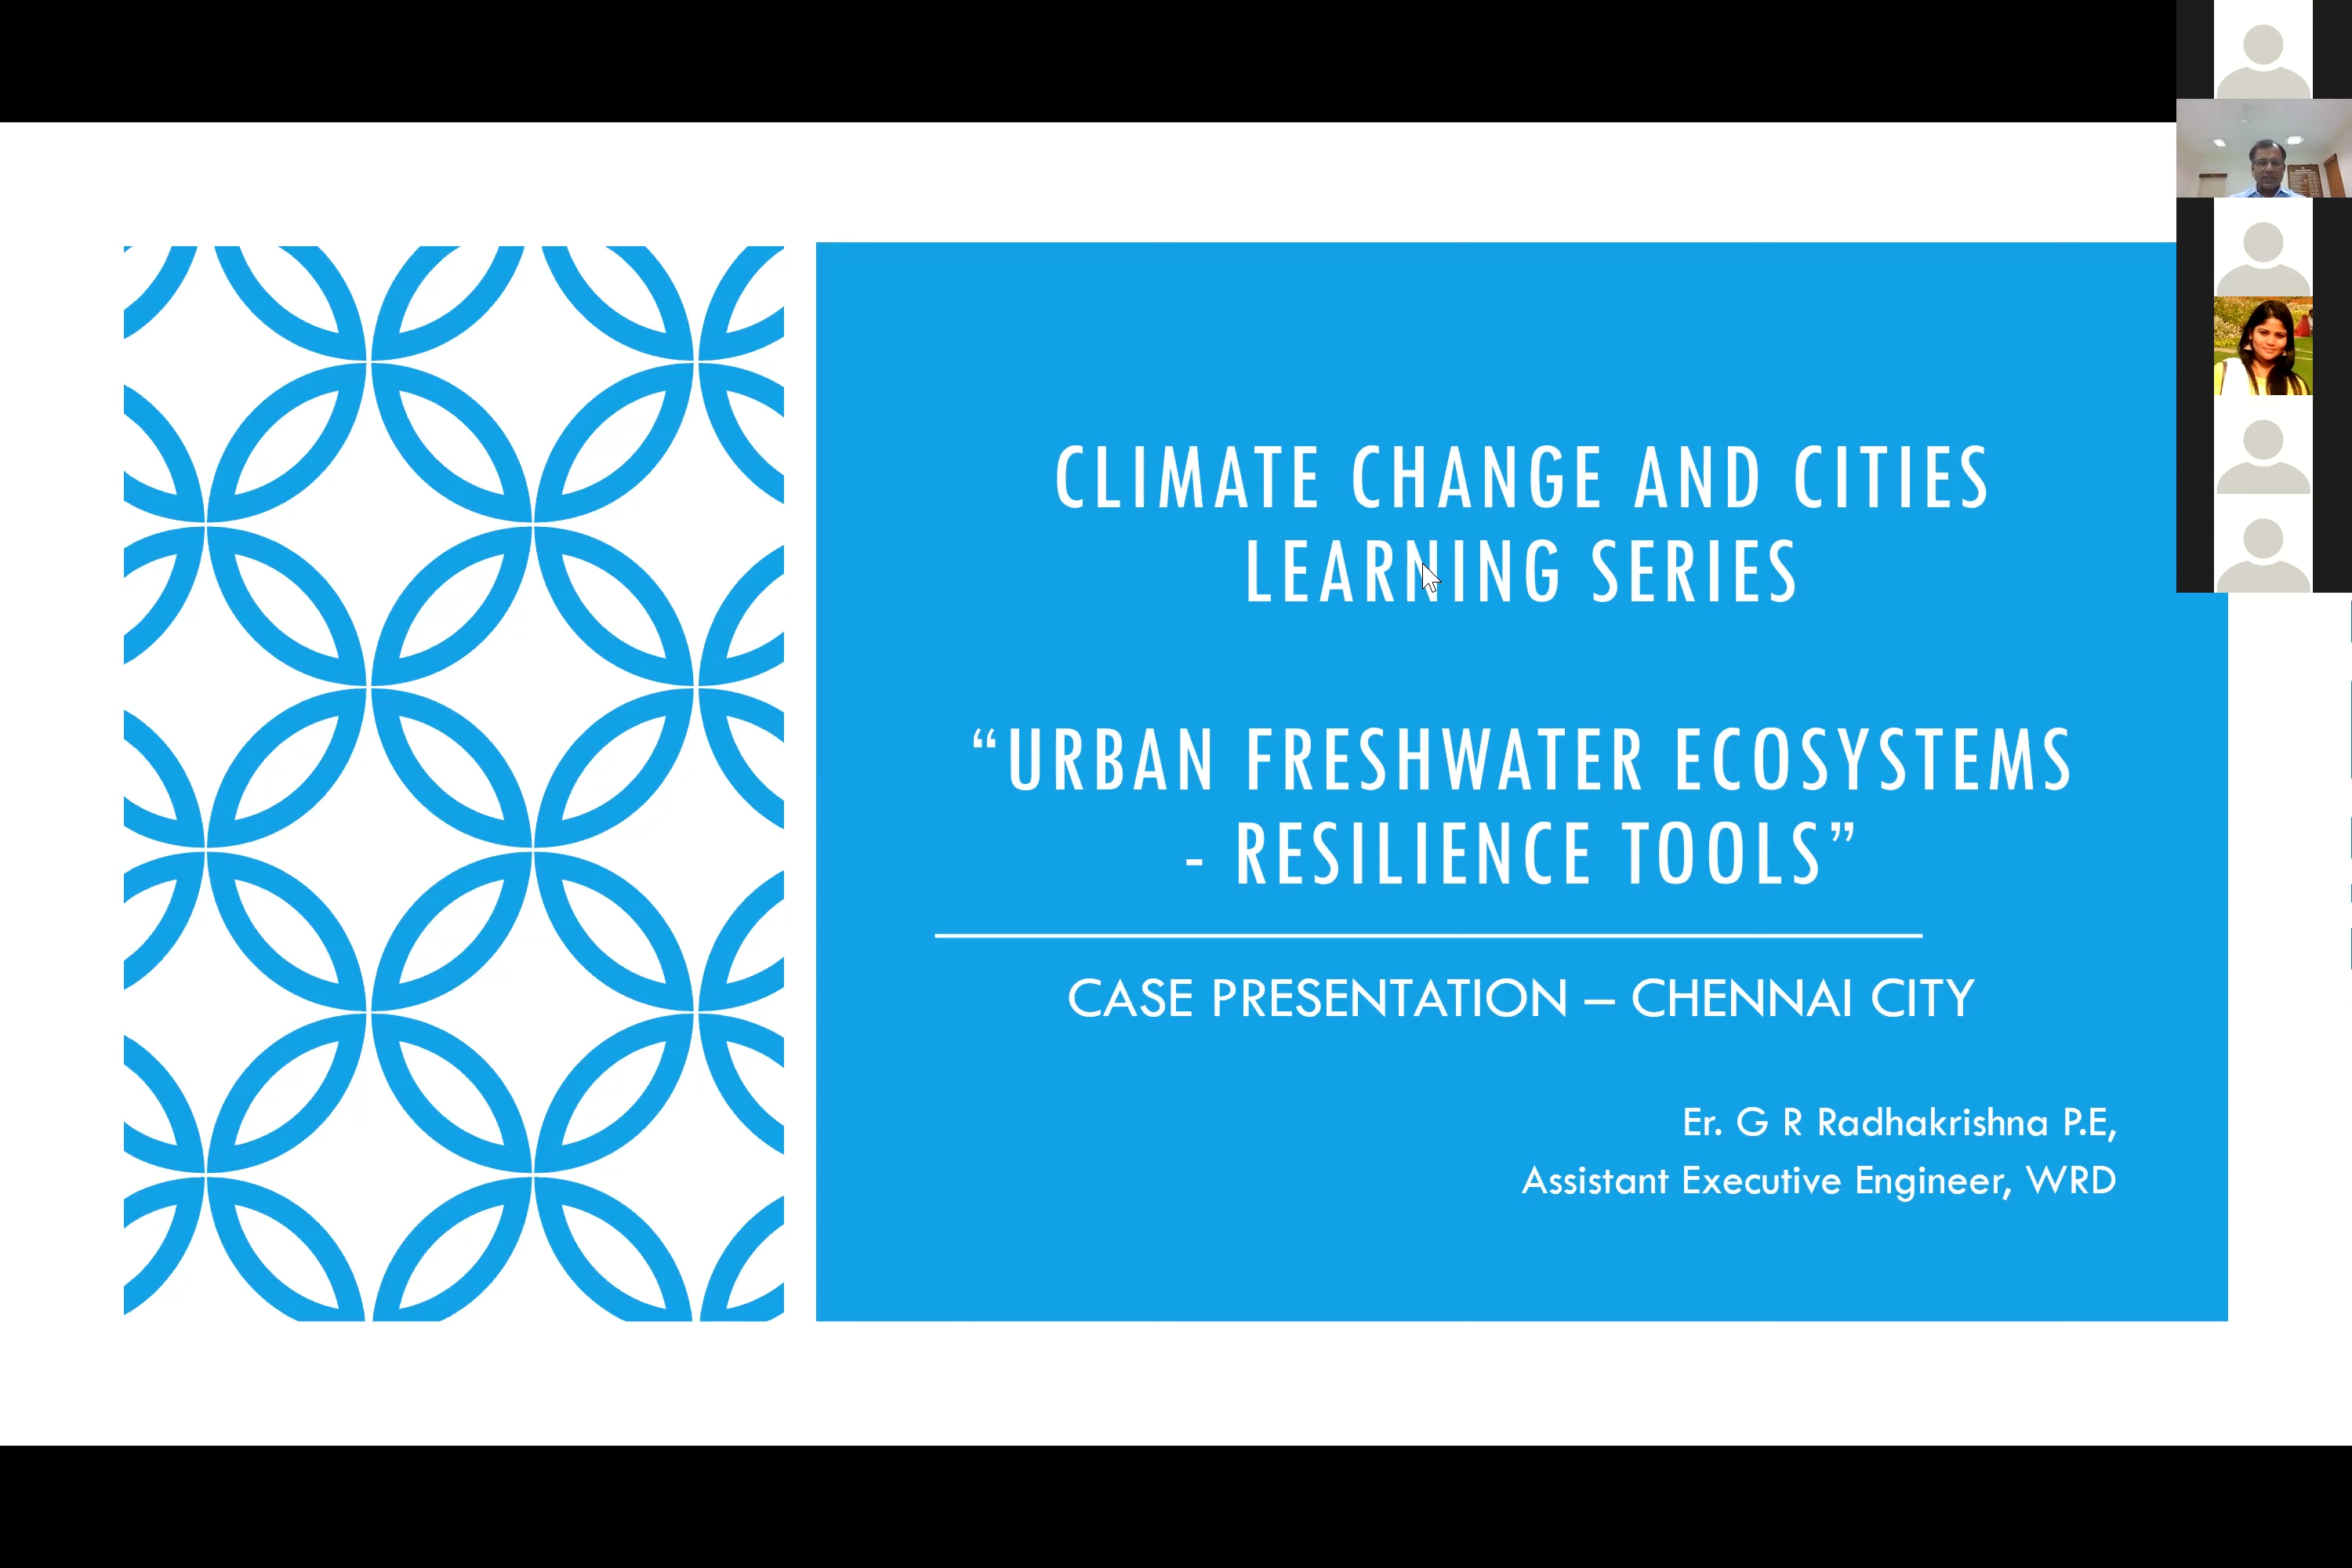 CLIMATE CHANGE AND CITIES
LEARNING SERIES
“URBAN FRESHWATER ECOSYSTEMS
- RESILIENCE TOOLS”
CASE PRESENTATION – CHENNAI CITY
Er. G R Radhakrishna P.E,
Assistant Executive Engineer, WRD